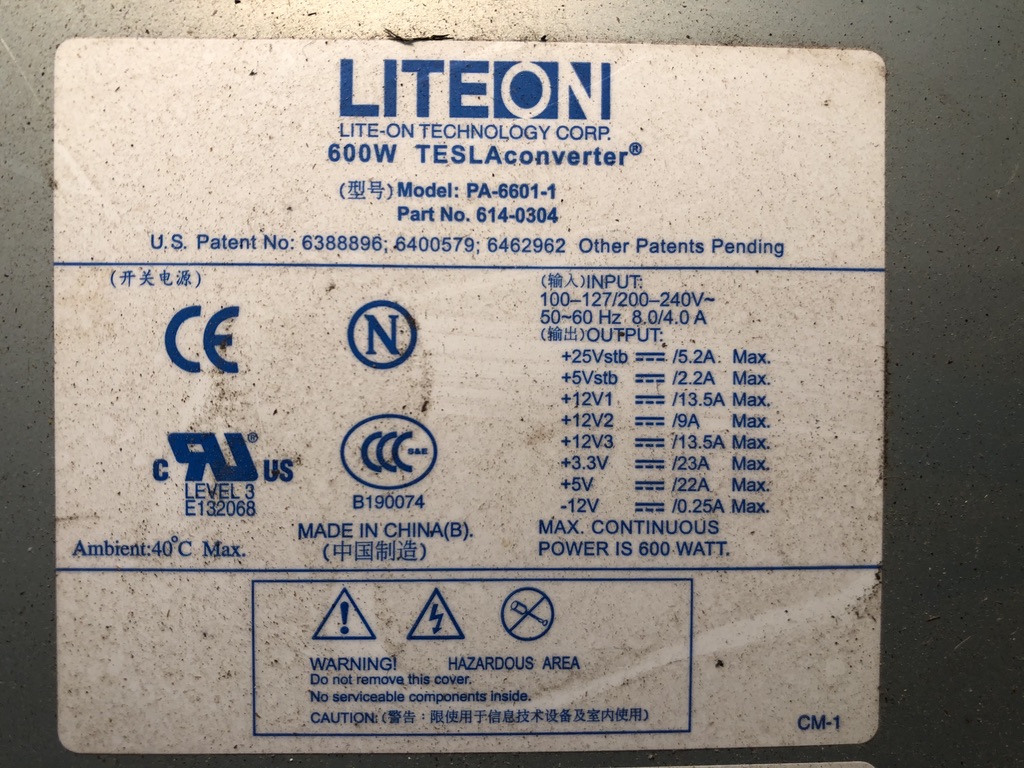 LITEON
LITE-ON TECHNOLOGY CORP.
600W TESLAconverter®
(型号)Model: PA-6601-1
Part No. 614-0304
U.S. Patent No: 6388896; 6400579; 6462962 Other Patents Pending
(开关电源)
CE
N
c RU® US
LEVEL 3
E132068
CCC S&E
B190074
MADE IN CHINA(B).
(中国制造)
Ambient:40°C Max.
(输入)INPUT:
100–127/200–240V~
50~60 Hz 8.0/4.0 A
(输出)OUTPUT:
+25Vstb ⎓ /5.2A Max.
+5Vstb ⎓ /2.2A Max.
+12V1 ⎓ /13.5A Max.
+12V2 ⎓ /9A Max.
+12V3 ⎓ /13.5A Max.
+3.3V ⎓ /23A Max.
+5V ⎓ /22A Max.
-12V ⎓ /0.25A Max.
MAX. CONTINUOUS
POWER IS 600 WATT.
WARNING! HAZARDOUS AREA
Do not remove this cover.
No serviceable components inside.
CAUTION: (警告：限使用于信息技术设备及室内使用)
CM-1